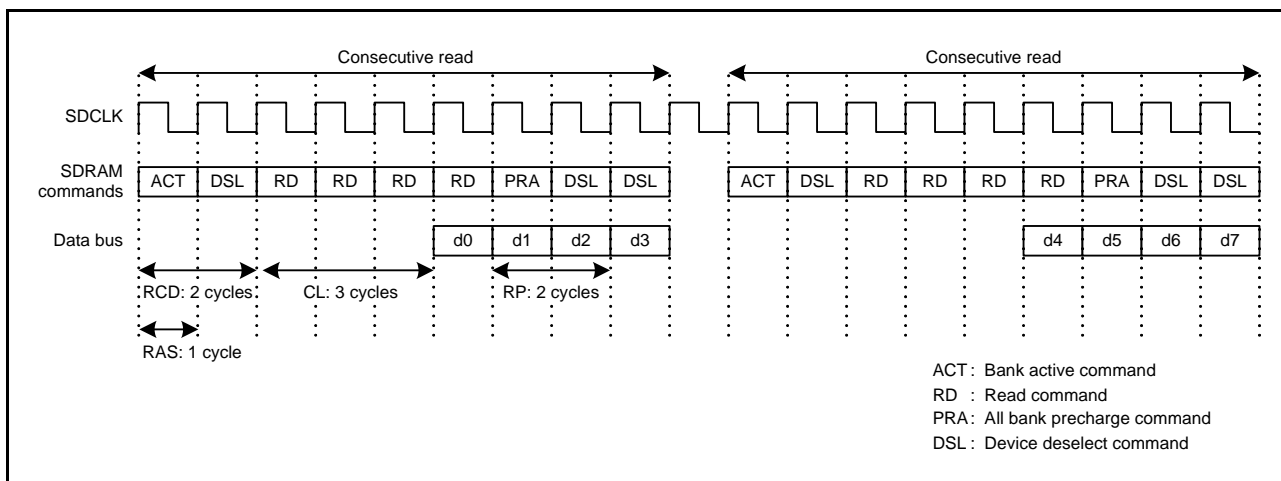 Consecutive read Consecutive read
SDCLK
SDRAM commands ACT DSL RD RD RD RD PRA DSL DSL ACT DSL RD RD RD RD PRA DSL DSL
Data bus d0 d1 d2 d3 d4 d5 d6 d7
RCD: 2 cycles CL: 3 cycles RP: 2 cycles
RAS: 1 cycle
ACT : Bank active command
RD : Read command
PRA : All bank precharge command
DSL : Device deselect command